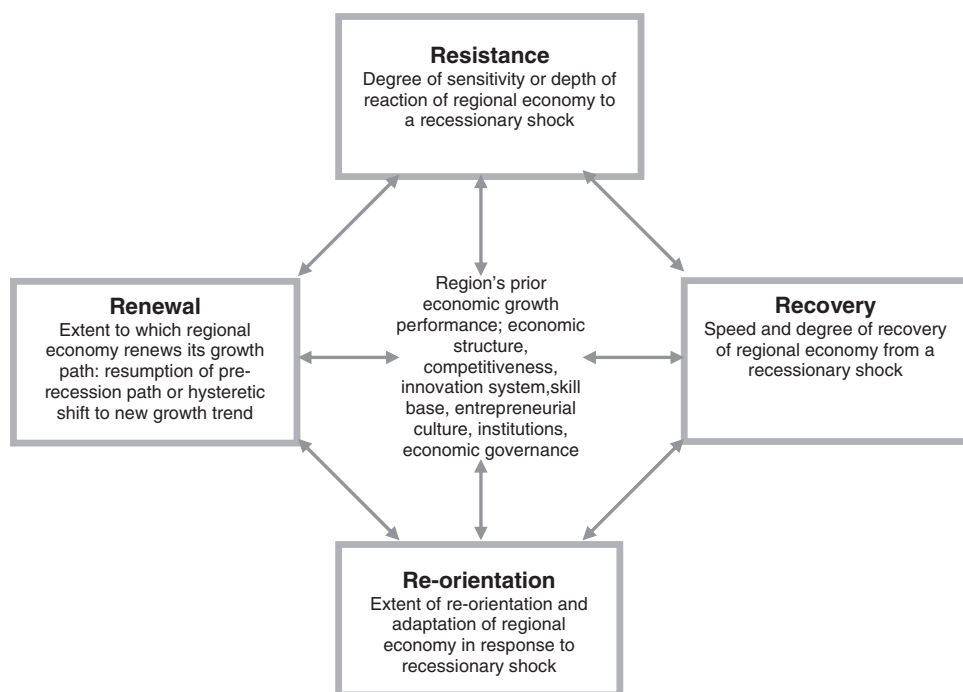 Resistance
Degree of sensitivity or depth of
reaction of regional economy to
a recessionary shock
Renewal
Extent to which regional
economy renews its growth
path: resumption of pre-
recession path or hysteretic
shift to new growth trend
Region's prior
economic growth
performance; economic
structure,
competitiveness,
innovation system,skill
base, entrepreneurial
culture, institutions,
economic governance
Recovery
Speed and degree of recovery
of regional economy from a
recessionary shock
Re-orientation
Extent of re-orientation and
adaptation of regional
economy in response to
recessionary shock